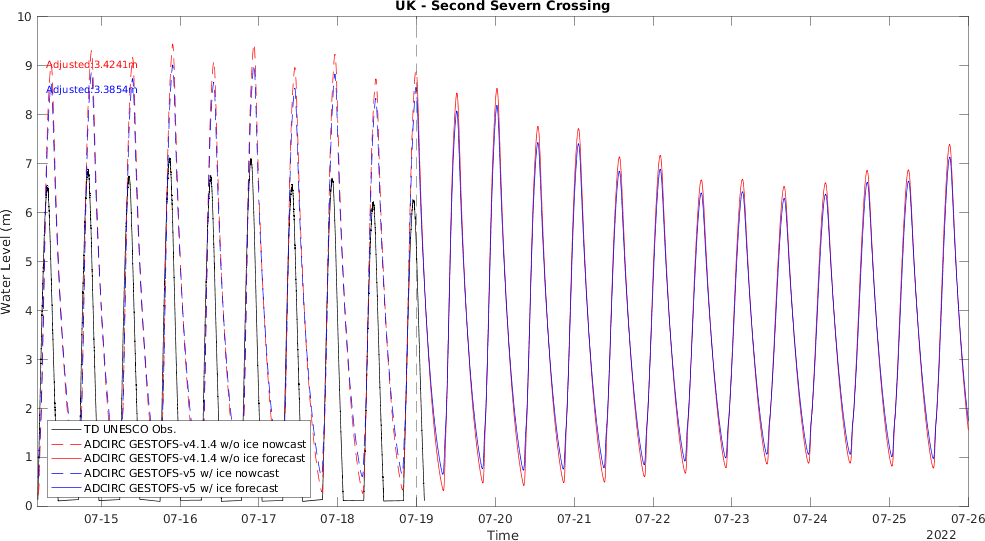 UK - Second Severn Crossing
10
9
8
7
6
5
4
3
2
1
0
Water Level (m)
Adjusted:3.4241m
Adjusted:3.3854m
TD UNESCO Obs.
ADCIRC GESTOFS-v4.1.4 w/o ice nowcast
ADCIRC GESTOFS-v4.1.4 w/o ice forecast
ADCIRC GESTOFS-v5 w/ ice nowcast
ADCIRC GESTOFS-v5 w/ ice forecast
07-15 07-16 07-17 07-18 07-19 07-20 07-21 07-22 07-23 07-24 07-25 07-26
Time
2022